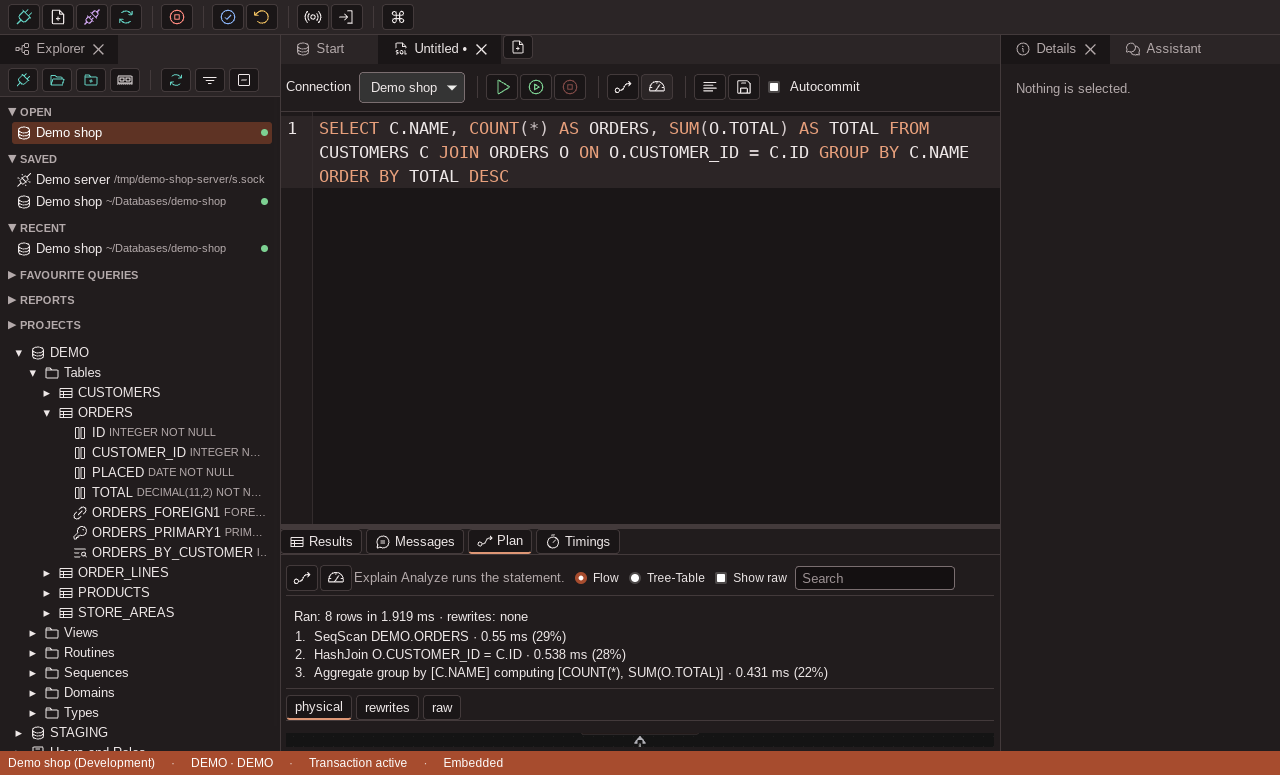 Explorer
Start
Untitled •
Details
Assistant
Connection
Demo shop
Autocommit
Nothing is selected.
OPEN
Demo shop
SAVED
Demo server /tmp/demo-shop-server/s.sock
Demo shop ~/Databases/demo-shop
RECENT
Demo shop ~/Databases/demo-shop
FAVOURITE QUERIES
REPORTS
PROJECTS
DEMO
Tables
CUSTOMERS
ORDERS
ID INTEGER NOT NULL
CUSTOMER_ID INTEGER N…
PLACED DATE NOT NULL
TOTAL DECIMAL(11,2) NOT N…
ORDERS_FOREIGN1 FORE…
ORDERS_PRIMARY1 PRIM…
ORDERS_BY_CUSTOMER I…
ORDER_LINES
PRODUCTS
STORE_AREAS
Views
Routines
Sequences
Domains
Types
STAGING
1 SELECT C.NAME, COUNT(*) AS ORDERS, SUM(O.TOTAL) AS TOTAL FROM
CUSTOMERS C JOIN ORDERS O ON O.CUSTOMER_ID = C.ID GROUP BY C.NAME
ORDER BY TOTAL DESC
Results
Messages
Plan
Timings
Explain Analyze runs the statement.
Flow
Tree-Table
Show raw
Search
Ran: 8 rows in 1.919 ms · rewrites: none
1. SeqScan DEMO.ORDERS · 0.55 ms (29%)
2. HashJoin O.CUSTOMER_ID = C.ID · 0.538 ms (28%)
3. Aggregate group by [C.NAME] computing [COUNT(*), SUM(O.TOTAL)] · 0.431 ms (22%)
physical
rewrites
raw
Demo shop (Development) · DEMO · DEMO · Transaction active · Embedded